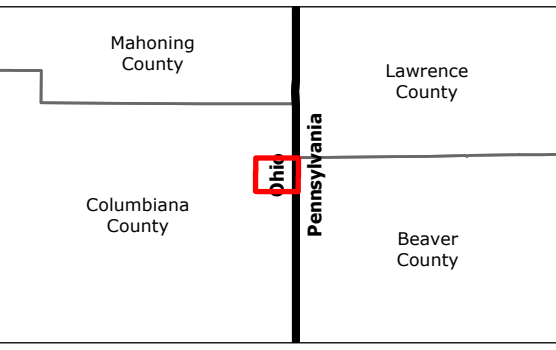 Mahoning
County
Lawrence
County
Ohio
Pennsylvania
Columbiana
County
Beaver
County